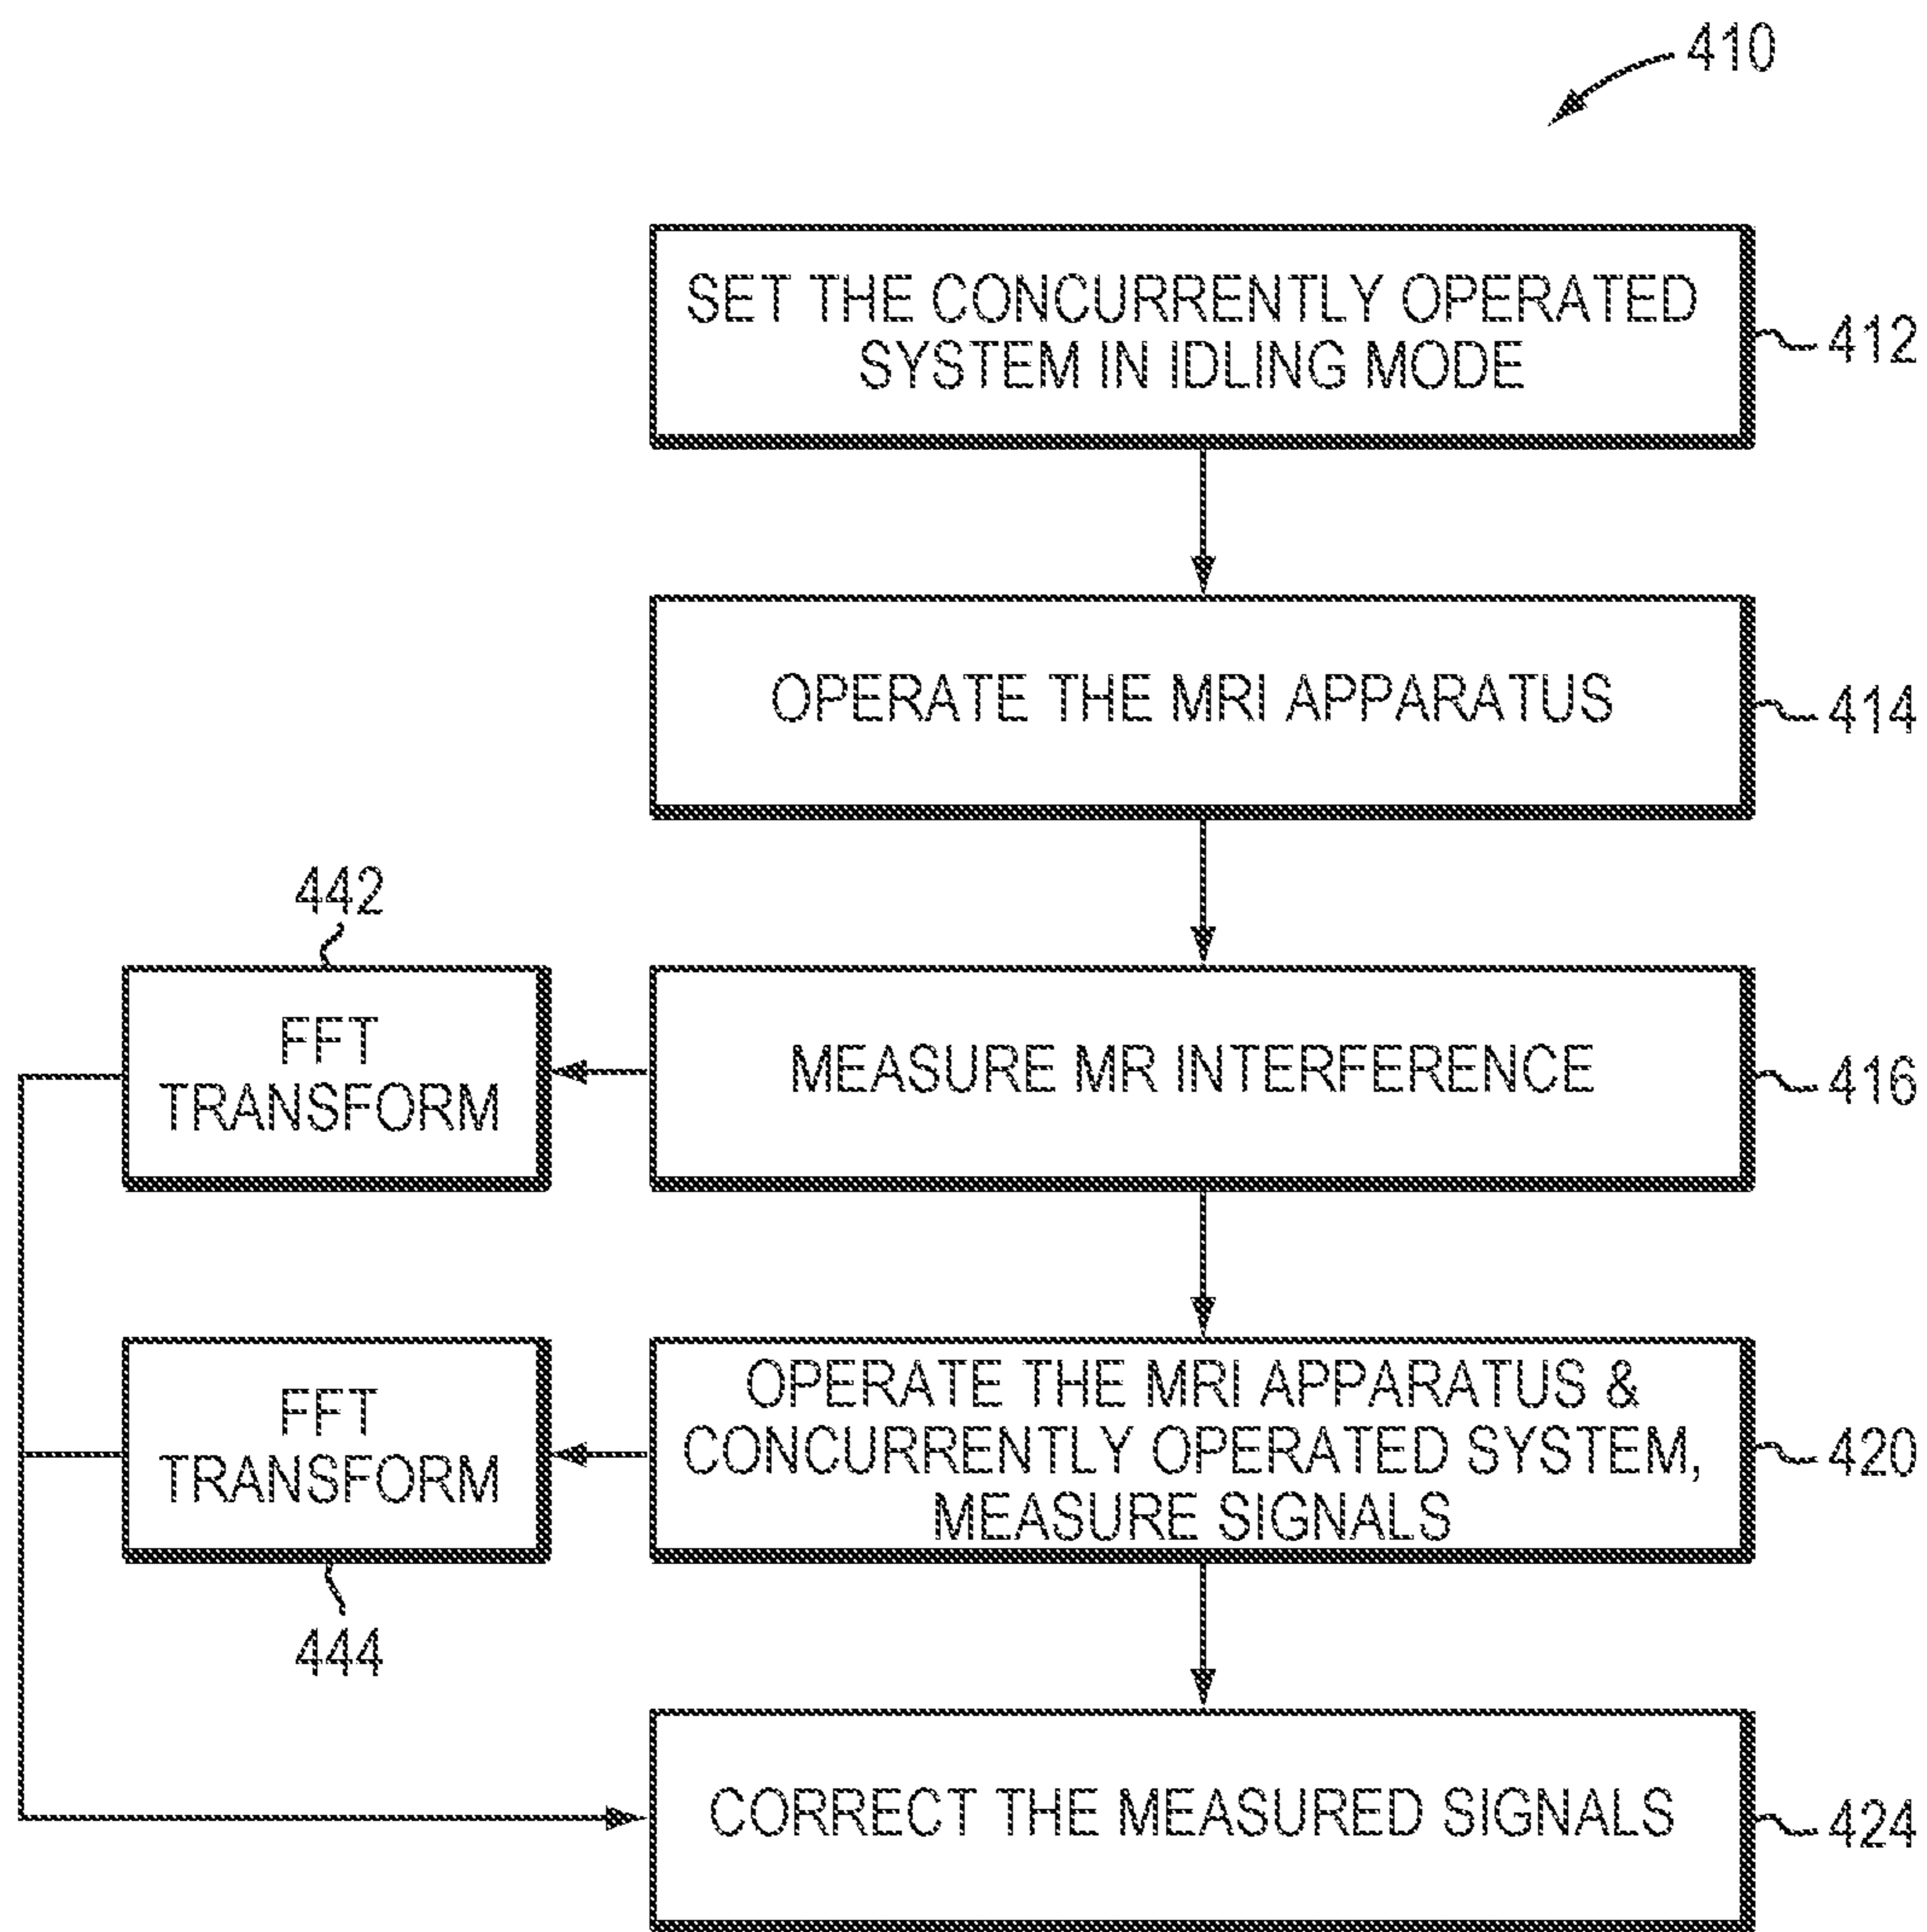 410
SET THE CONCURRENTLY OPERATED
SYSTEM IN IDLING MODE
412
OPERATE THE MRI APPARATUS
414
442
FFT
TRANSFORM
MEASURE MR INTERFERENCE
416
FFT
TRANSFORM
444
OPERATE THE MRI APPARATUS &
CONCURRENTLY OPERATED SYSTEM,
MEASURE SIGNALS
420
CORRECT THE MEASURED SIGNALS
424